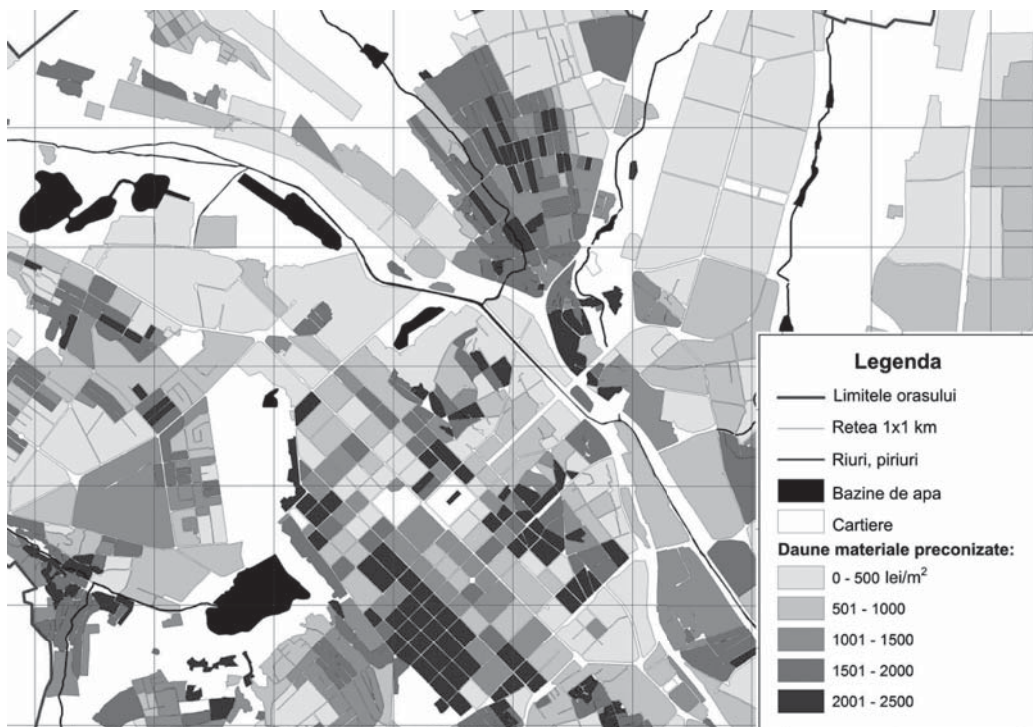 Legenda
Limitele orasului
Retea 1x1 km
Riuri, piriuri
Bazine de apa
Cartiere
Daune materiale preconizate:
0 - 500 lei/m²
501 - 1000
1001 - 1500
1501 - 2000
2001 - 2500